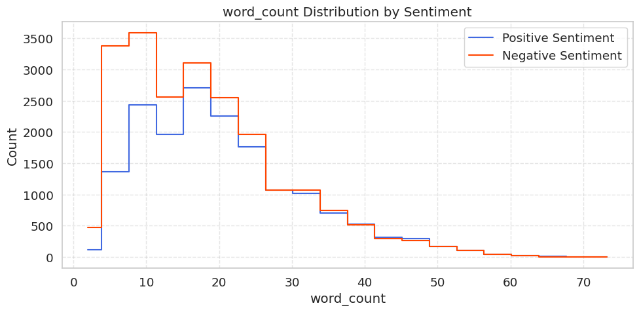 word_count Distribution by Sentiment
Positive Sentiment
Negative Sentiment
Count
3500
3000
2500
2000
1500
1000
500
0
0 10 20 30 40 50 60 70
word_count